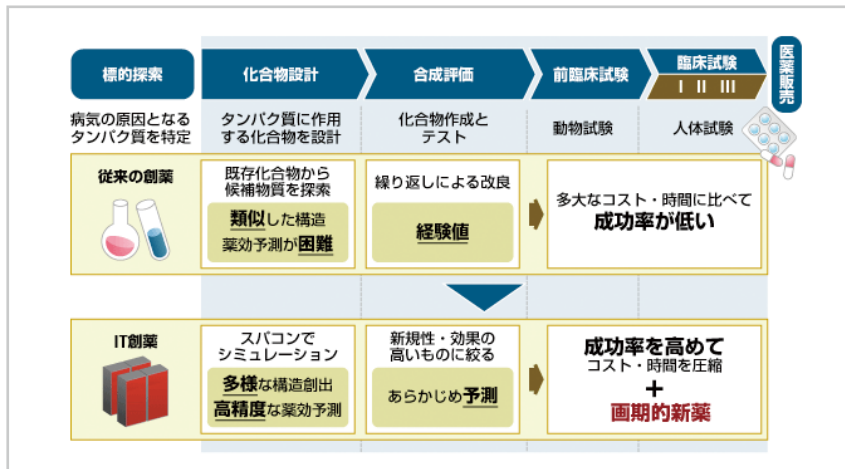 標的探索
化合物設計
合成評価
前臨床試験
臨床試験
I II III
医薬販売
病気の原因となる
タンパク質を特定
タンパク質に作用
する化合物を設計
化合物作成と
テスト
動物試験
人体試験
従来の創薬
既存化合物から
候補物質を探索
類似した構造
薬効予測が困難
繰り返しによる改良
経験値
多大なコスト・時間に比べて
成功率が低い
IT創薬
スパコンで
シミュレーション
多様な構造創出
高精度な薬効予測
新規性・効果の
高いものに絞る
あらかじめ予測
成功率を高めて
コスト・時間を圧縮
+
画期的新薬